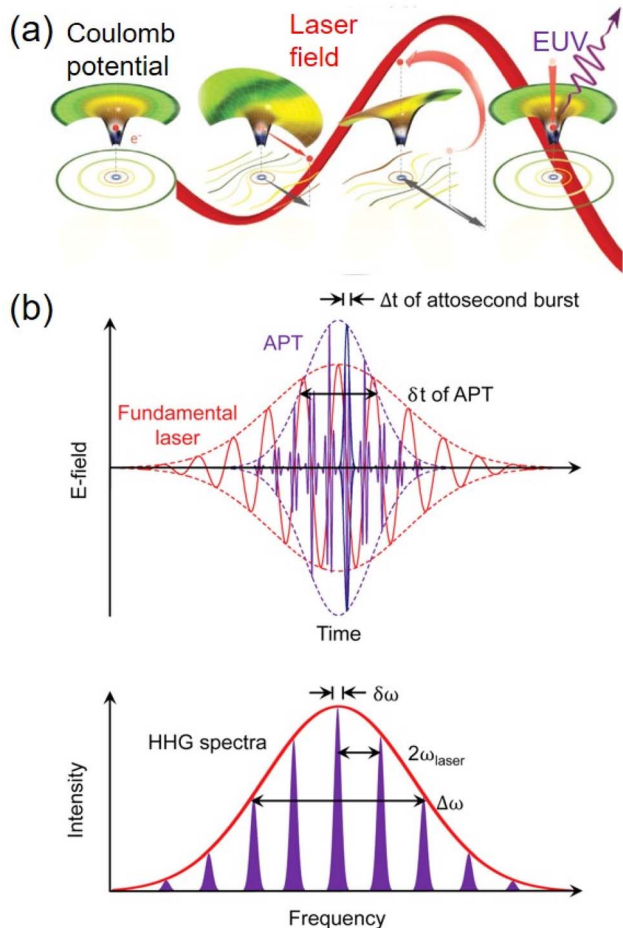 (a)
Coulomb
potential
Laser
field
EUV
e⁻
(b)
Δt of attosecond burst
APT
δt of APT
Fundamental
laser
E-field
Time
δω
HHG spectra
2ω_laser
Δω
Intensity
Frequency